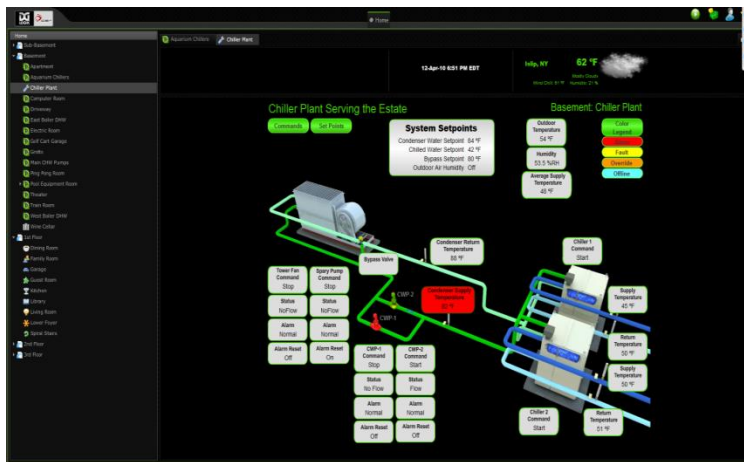 Home
Home
Sub-Basement
Basement
Apartment
Aquarium Chillers
Chiller Plant
Computer Room
Driveway
East Boiler DHW
Electric Room
Golf Cart Garage
Grotto
Main CHW Pumps
Ping Pong Room
Pool Equipment Room
Theater
Train Room
West Boiler DHW
Wine Cellar
1st Floor
Dining Room
Family Room
Garage
Guest Room
Kitchen
Library
Living Room
Lower Foyer
Spiral Stairs
2nd Floor
3rd Floor
Aquarium Chillers
Chiller Plant
12-Apr-10 6:51 PM EDT
Islip, NY
62 °F
Mostly Cloudy
Chiller Plant Serving the Estate
Basement: Chiller Plant
Commands
Set Points
System Setpoints
Condenser Water Setpoint 84 °F
Chilled Water Setpoint 42 °F
Bypass Setpoint 80 °F
Outdoor Air Humidity Off
Outdoor
Temperature
54 °F
Humidity
53.5 %RH
Average Supply
Temperature
48 °F
Color
Legend
Fault
Override
Offline
Condenser Return
Temperature
88 °F
Bypass Valve
Condenser Supply
Temperature
CWP-2
CWP-1
Chiller 1
Command
Start
Supply
Temperature
45 °F
Return
Temperature
50 °F
Supply
Temperature
50 °F
Chiller 2
Command
Start
Return
Temperature
51 °F
Tower Fan
Command
Stop
Status
NoFlow
Alarm
Normal
Alarm Reset
Off
Spary Pump
Command
Stop
Status
NoFlow
Alarm
Normal
Alarm Reset
On
CWP-1
Command
Stop
Status
No Flow
Alarm
Normal
Alarm Reset
Off
CWP-2
Command
Start
Status
Flow
Alarm
Normal
Alarm Reset
Off